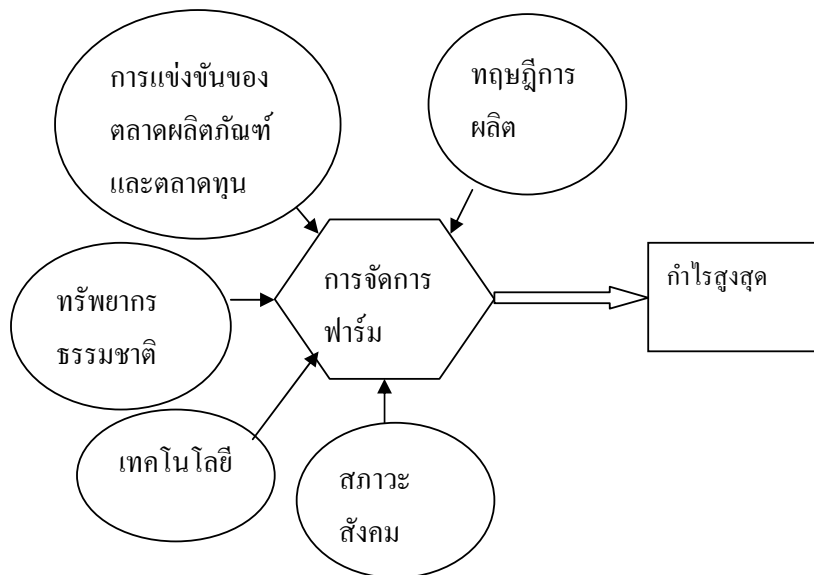 การแข่งขันของ
ตลาดผลิตภัณฑ์
และตลาดทุน
ทฤษฎีการ
ผลิต
ทรัพยากร
ธรรมชาติ
การจัดการ
ฟาร์ม
กำไรสูงสุด
เทคโนโลยี
สภาวะ
สังคม